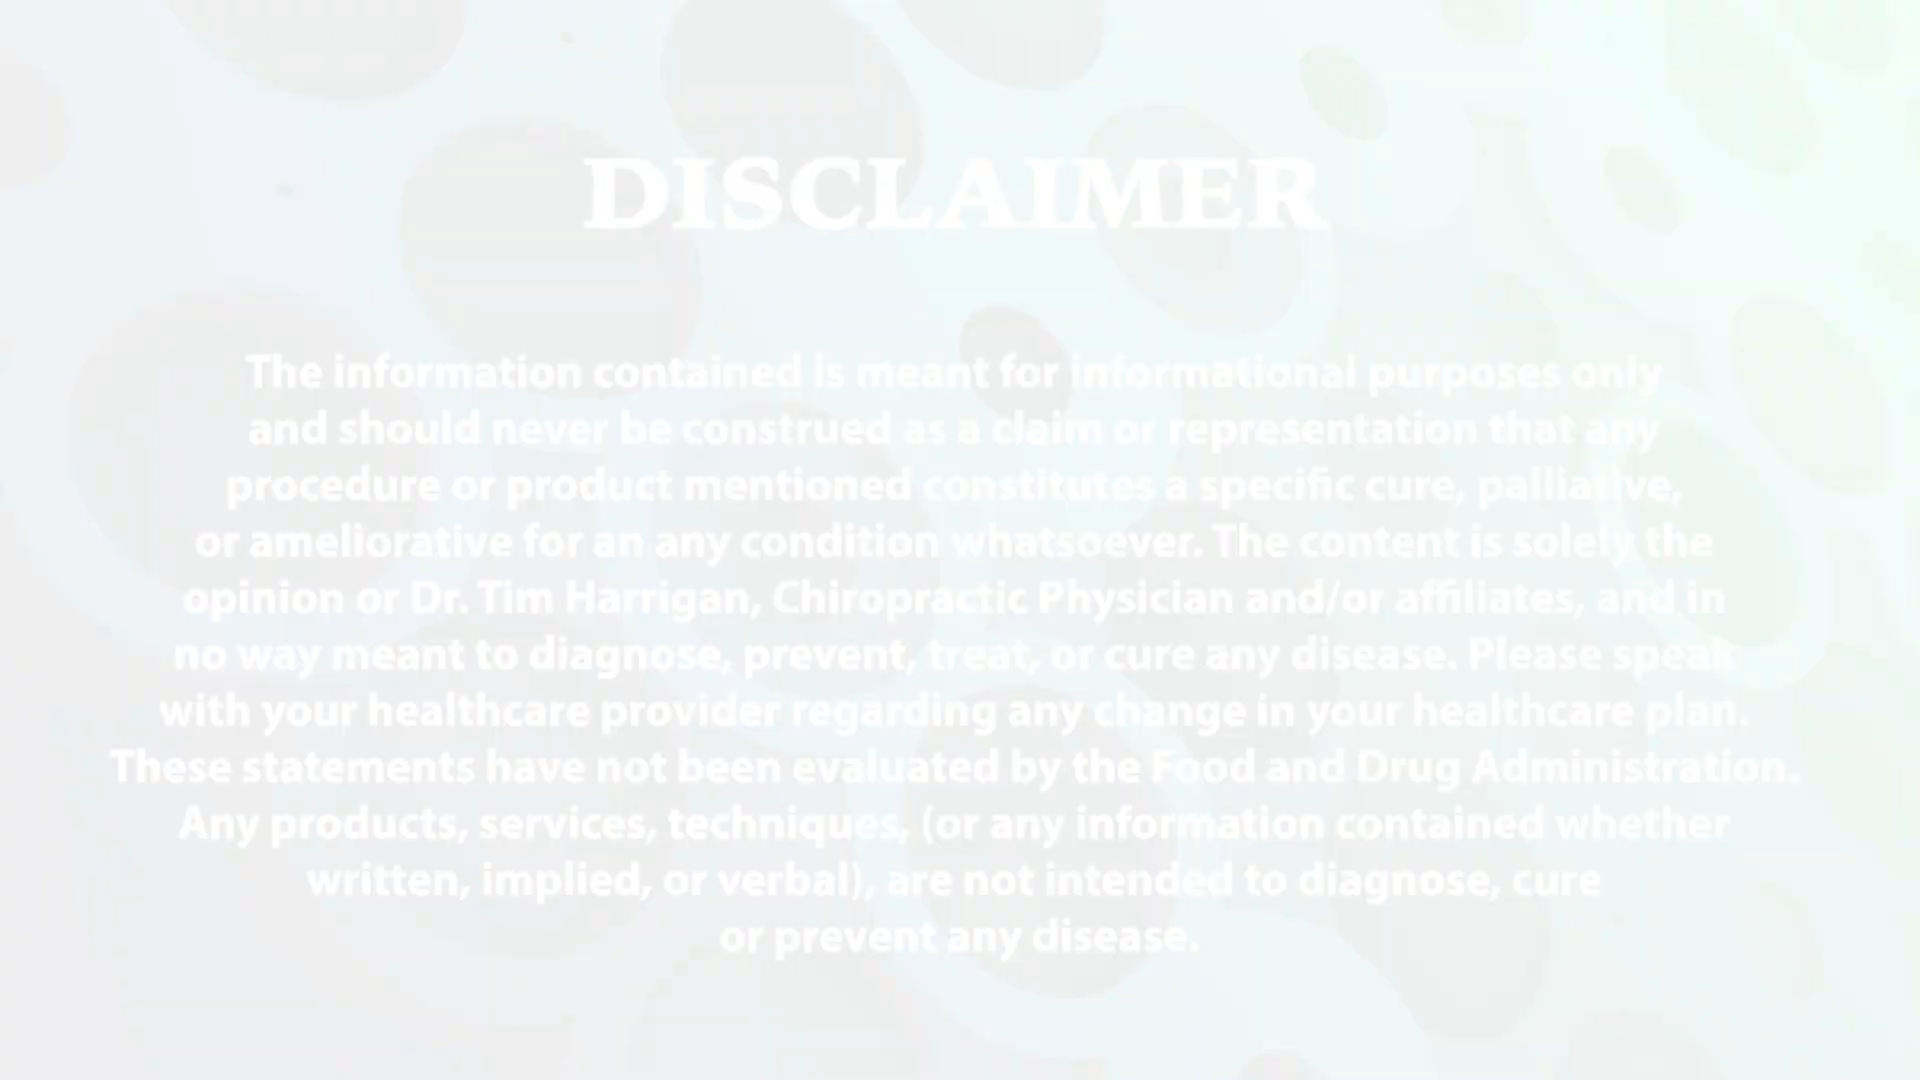 DISCLAIMER
The information contained is meant for informational purposes only
and should never be construed as a claim or representation that any
procedure or product mentioned constitutes a specific cure, palliative,
or ameliorative for an any condition whatsoever. The content is solely the
opinion or Dr. Tim Harrigan, Chiropractic Physician and/or affiliates, and in
no way meant to diagnose, prevent, treat, or cure any disease. Please speak
with your healthcare provider regarding any change in your healthcare plan.
These statements have not been evaluated by the Food and Drug Administration.
Any products, services, techniques, (or any information contained whether
written, implied, or verbal), are not intended to diagnose, cure
or prevent any disease.